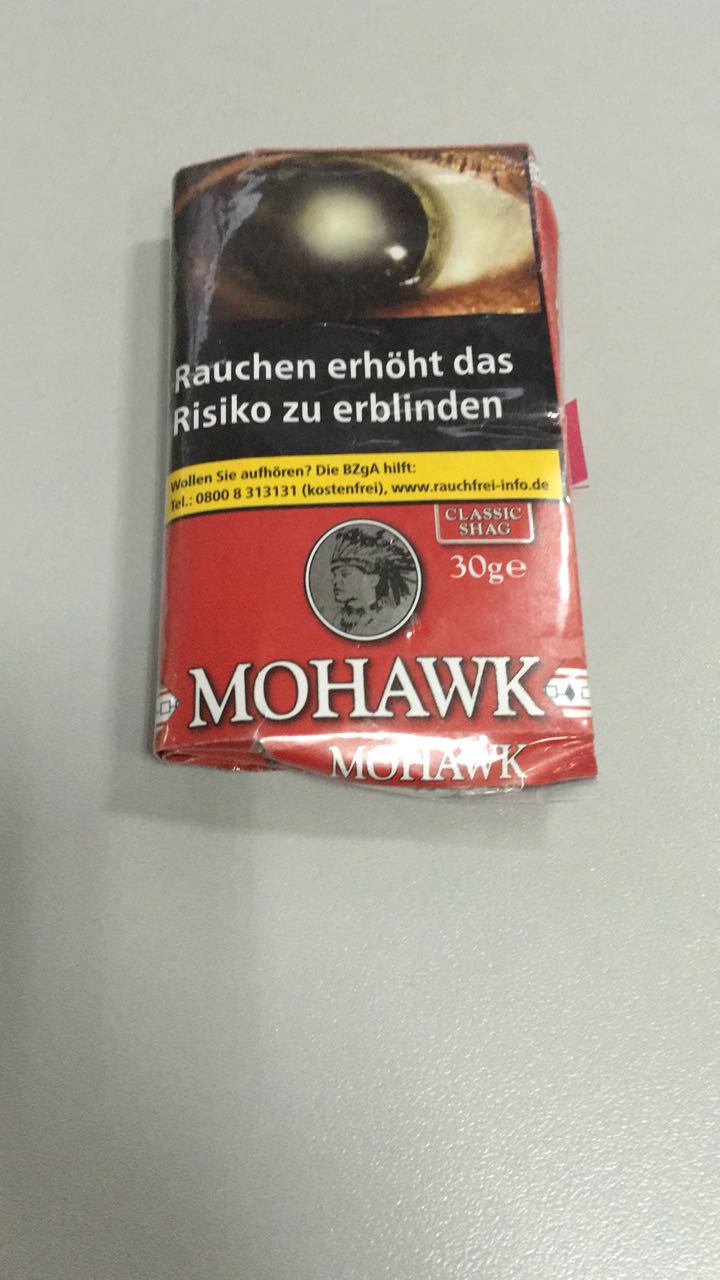 Rauchen erhöht das
Risiko zu erblinden
Wollen Sie aufhören? Die BZgA hilft:
Tel.: 0800 8 313131 (kostenfrei), www.rauchfrei-info.de
CLASSIC
SHAG
30g e
MOHAWK
MOHAWK